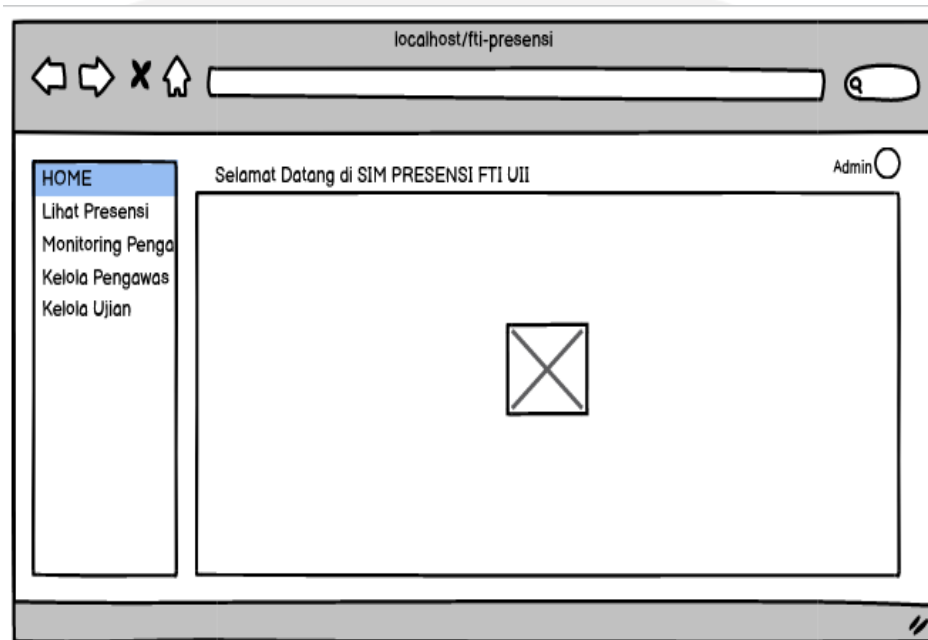 localhost/fti-presensi
Admin
Selamat Datang di SIM PRESENSI FTI UII
HOME
Lihat Presensi
Monitoring Penga
Kelola Pengawas
Kelola Ujian